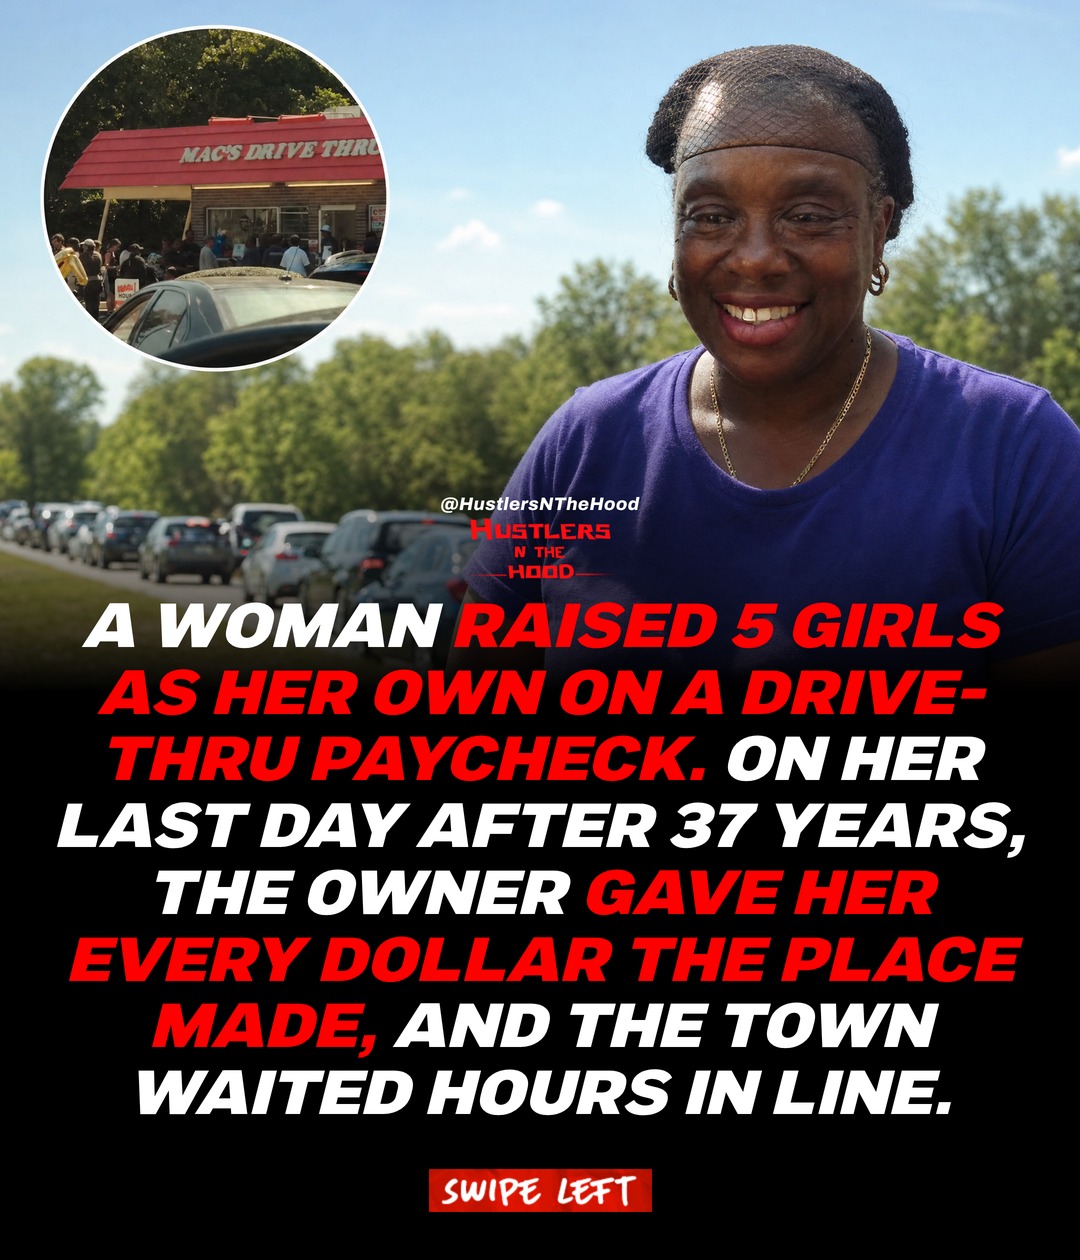 MAC'S DRIVE THRU
@HustlersNTheHood
HUSTLERS
N THE
HOOD
A WOMAN RAISED 5 GIRLS
AS HER OWN ON A DRIVE-
THRU PAYCHECK. ON HER
LAST DAY AFTER 37 YEARS,
THE OWNER GAVE HER
EVERY DOLLAR THE PLACE
MADE, AND THE TOWN
WAITED HOURS IN LINE.
SWIPE LEFT